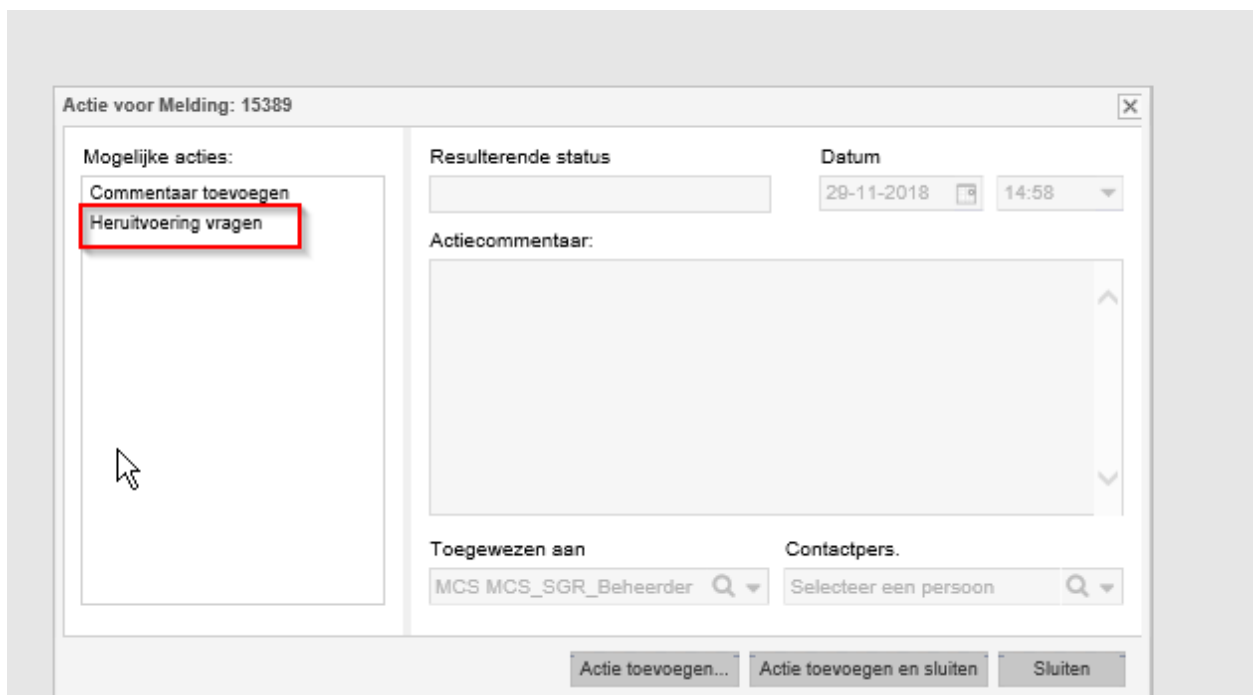 Actie voor Melding: 15389
Mogelijke acties:
Commentaar toevoegen
Heruitvoering vragen
Resulterende status
Datum
29-11-2018
14:58
Actiecommentaar:
Toegewezen aan
Contactpers.
MCS MCS_SGR_Beheerder
Selecteer een persoon
Actie toevoegen...
Actie toevoegen en sluiten
Sluiten